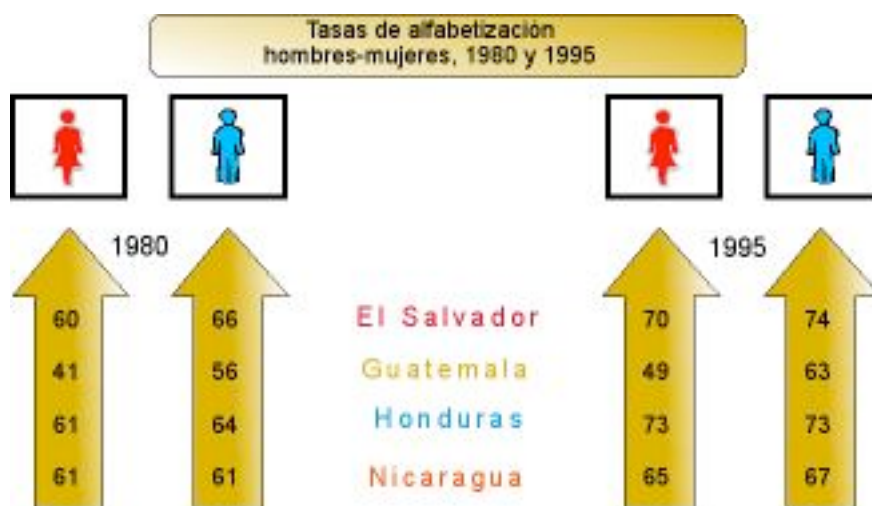 Tasas de alfabetización
hombres-mujeres, 1980 y 1995
1980 1995
60 66 El Salvador 70 74
41 56 Guatemala 49 63
61 64 Honduras 73 73
61 61 Nicaragua 65 67